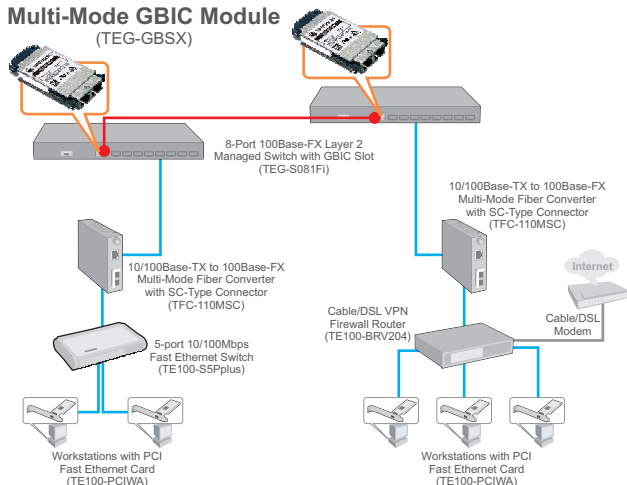 Multi-Mode GBIC Module
(TEG-GBSX)
8-Port 100Base-FX Layer 2
Managed Switch with GBIC Slot
(TEG-S081Fi)
10/100Base-TX to 100Base-FX
Multi-Mode Fiber Converter
with SC-Type Connector
(TFC-110MSC)
10/100Base-TX to 100Base-FX
Multi-Mode Fiber Converter
with SC-Type Connector
(TFC-110MSC)
Internet
Cable/DSL
Modem
Cable/DSL VPN
Firewall Router
(TE100-BRV204)
5-port 10/100Mbps
Fast Ethernet Switch
(TE100-S5Pplus)
Workstations with PCI
Fast Ethernet Card
(TE100-PCIWA)
Workstations with PCI
Fast Ethernet Card
(TE100-PCIWA)